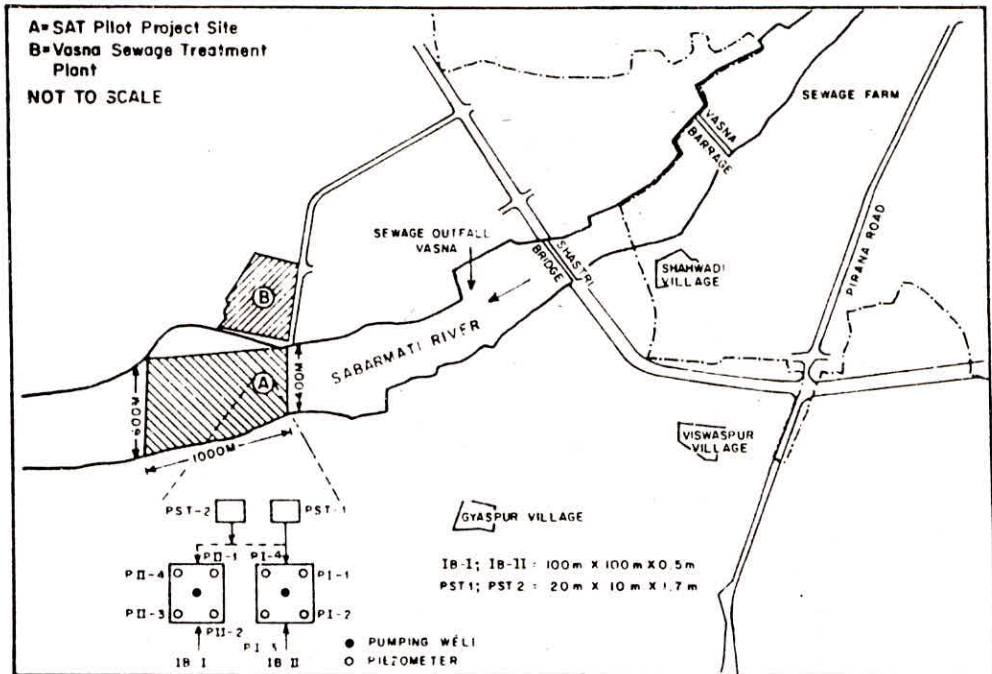 A= SAT Pilot Project Site
B= Vasna Sewage Treatment
Plant
NOT TO SCALE
SEWAGE FARM
VASNA
BARRAGE
SEWAGE OUTFALL
VASNA
SHASTRI
BRIDGE
SHAHWADI
VILLAGE
PIRANA ROAD
B
SABARMATI RIVER
A
400M
600M
1000M
VISWASPUR
VILLAGE
GYASPUR VILLAGE
PST-2
PST-1
PII-1
PI-4
PII-4
PI-1
PII-3
PI-2
PII-2
PI-3
IB I
IB II
IB-I; IB-II : 100m X 100m X 0.5m
PST1; PST2 = 20m X 10m X 1.7m
PUMPING WELL
PIEZOMETER